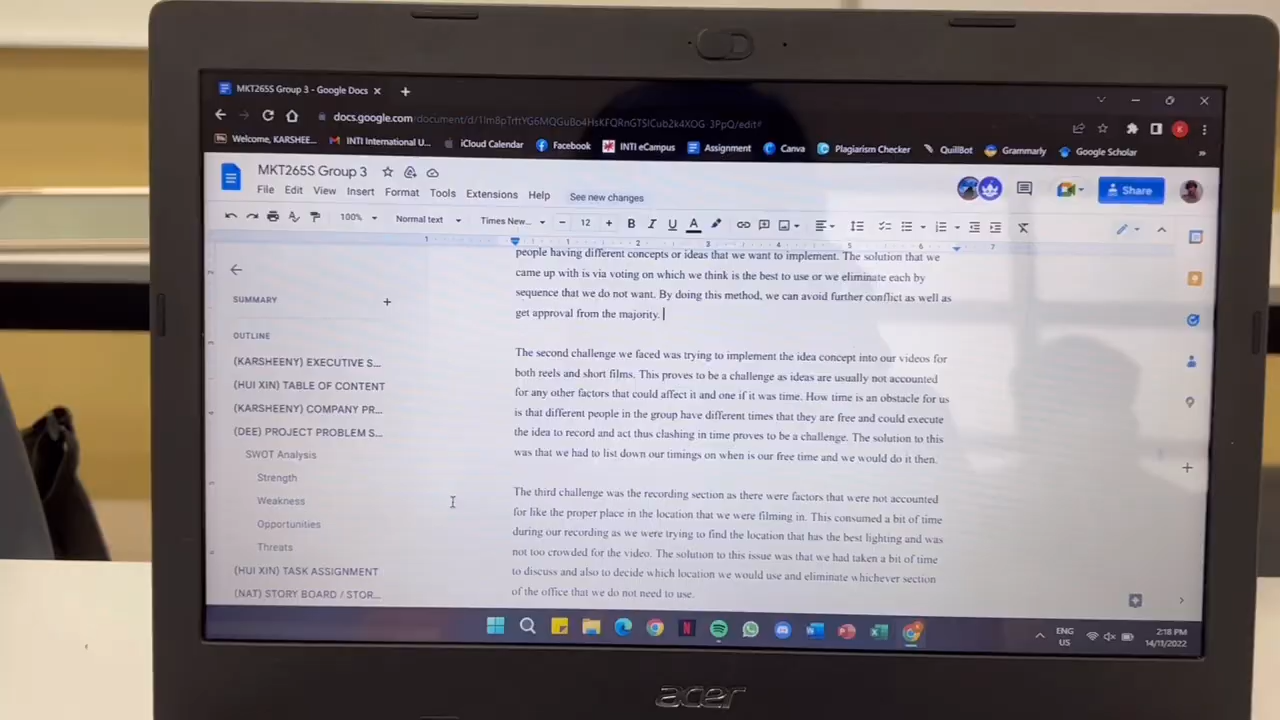 MKT265S Group 3 - Google Docs
docs.google.com
Welcome, KARSHEE...
INTI International U...
iCloud Calendar
Facebook
INTI eCampus
Assignment
Canva
Plagiarism Checker
QuillBot
Grammarly
Google Scholar
MKT265S Group 3
File Edit View Insert Format Tools Extensions Help See new changes
Share
100% Normal text Times New... 12
people having different concepts or ideas that we want to implement. The solution that we
came up with is via voting on which we think is the best to use or we eliminate each by
sequence that we do not want. By doing this method, we can avoid further conflict as well as
get approval from the majority.
The second challenge we faced was trying to implement the idea concept into our videos for
both reels and short films. This proves to be a challenge as ideas are usually not accounted
for any other factors that could affect it and one if it was time. How time is an obstacle for us
is that different people in the group have different times that they are free and could execute
the idea to record and act thus clashing in time proves to be a challenge. The solution to this
was that we had to list down our timings on when is our free time and we would do it then.
The third challenge was the recording section as there were factors that were not accounted
for like the proper place in the location that we were filming in. This consumed a bit of time
during our recording as we were trying to find the location that has the best lighting and was
not too crowded for the video. The solution to this issue was that we had taken a bit of time
to discuss and also to decide which location we would use and eliminate whichever section
of the office that we do not need to use.
SUMMARY
OUTLINE
(KARSHEENY) EXECUTIVE S...
(HUI XIN) TABLE OF CONTENT
(KARSHEENY) COMPANY PR...
(DEE) PROJECT PROBLEM S...
SWOT Analysis
Strength
Weakness
Opportunities
Threats
(HUI XIN) TASK ASSIGNMENT
(NAT) STORY BOARD / STOR...
ENG
US
2:18 PM
14/11/2022
acer